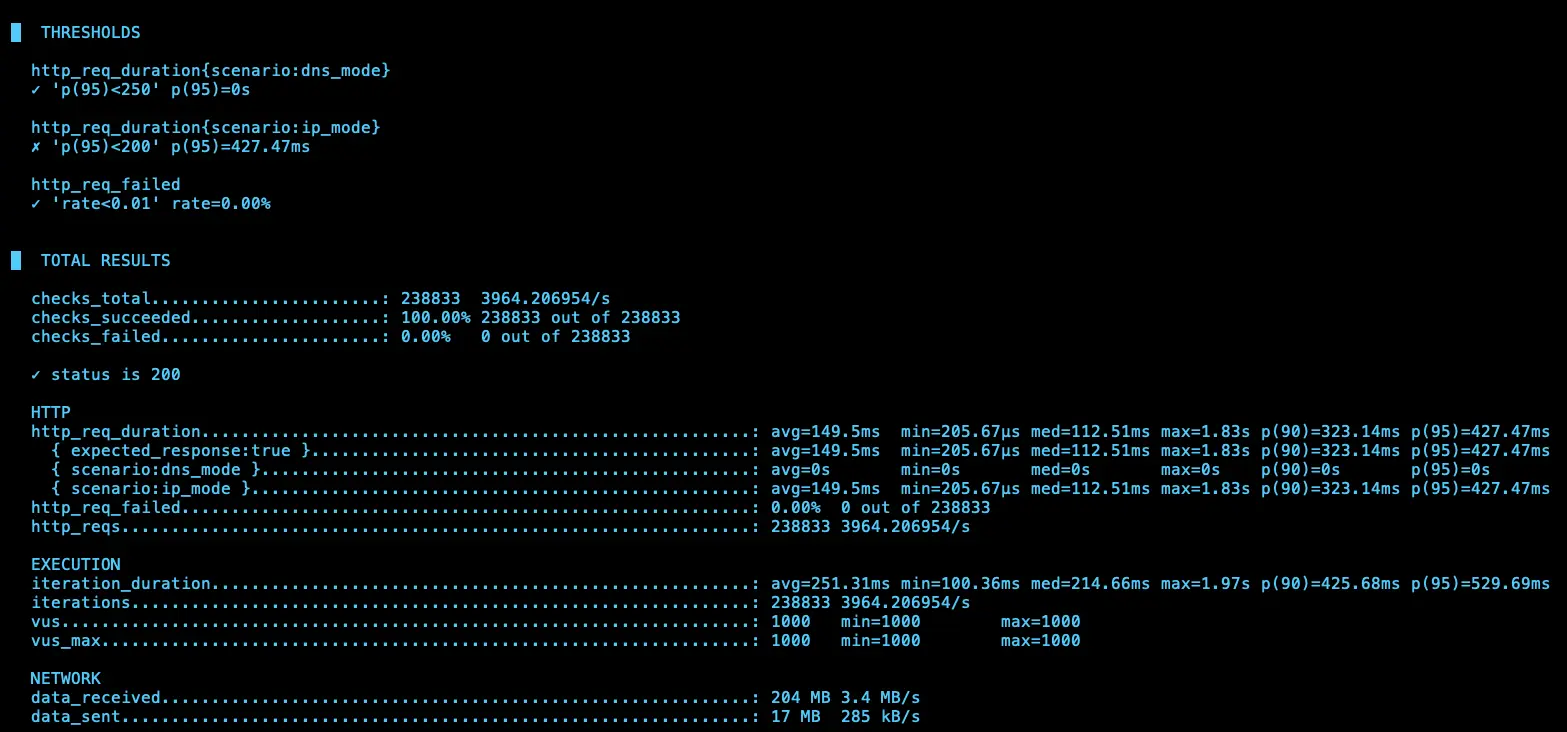 █ THRESHOLDS
http_req_duration{scenario:dns_mode}
✓ 'p(95)<250' p(95)=0s
http_req_duration{scenario:ip_mode}
✗ 'p(95)<200' p(95)=427.47ms
http_req_failed
✓ 'rate<0.01' rate=0.00%
█ TOTAL RESULTS
checks_total.......................: 238833 3964.206954/s
checks_succeeded...................: 100.00% 238833 out of 238833
checks_failed......................: 0.00% 0 out of 238833
✓ status is 200
HTTP
http_req_duration.......................................................: avg=149.5ms min=205.67µs med=112.51ms max=1.83s p(90)=323.14ms p(95)=427.47ms
{ expected_response:true }............................................: avg=149.5ms min=205.67µs med=112.51ms max=1.83s p(90)=323.14ms p(95)=427.47ms
{ scenario:dns_mode }.................................................: avg=0s min=0s med=0s max=0s p(90)=0s p(95)=0s
{ scenario:ip_mode }..................................................: avg=149.5ms min=205.67µs med=112.51ms max=1.83s p(90)=323.14ms p(95)=427.47ms
http_req_failed.........................................................: 0.00% 0 out of 238833
http_reqs...............................................................: 238833 3964.206954/s
EXECUTION
iteration_duration......................................................: avg=251.31ms min=100.36ms med=214.66ms max=1.97s p(90)=425.68ms p(95)=529.69ms
iterations..............................................................: 238833 3964.206954/s
vus.....................................................................: 1000 min=1000 max=1000
vus_max.................................................................: 1000 min=1000 max=1000
NETWORK
data_received...........................................................: 204 MB 3.4 MB/s
data_sent...............................................................: 17 MB 285 kB/s